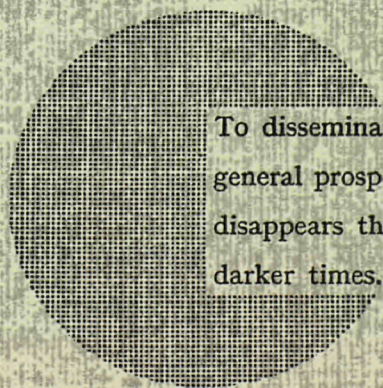 To dissemina
general prosp
disappears th
darker times.